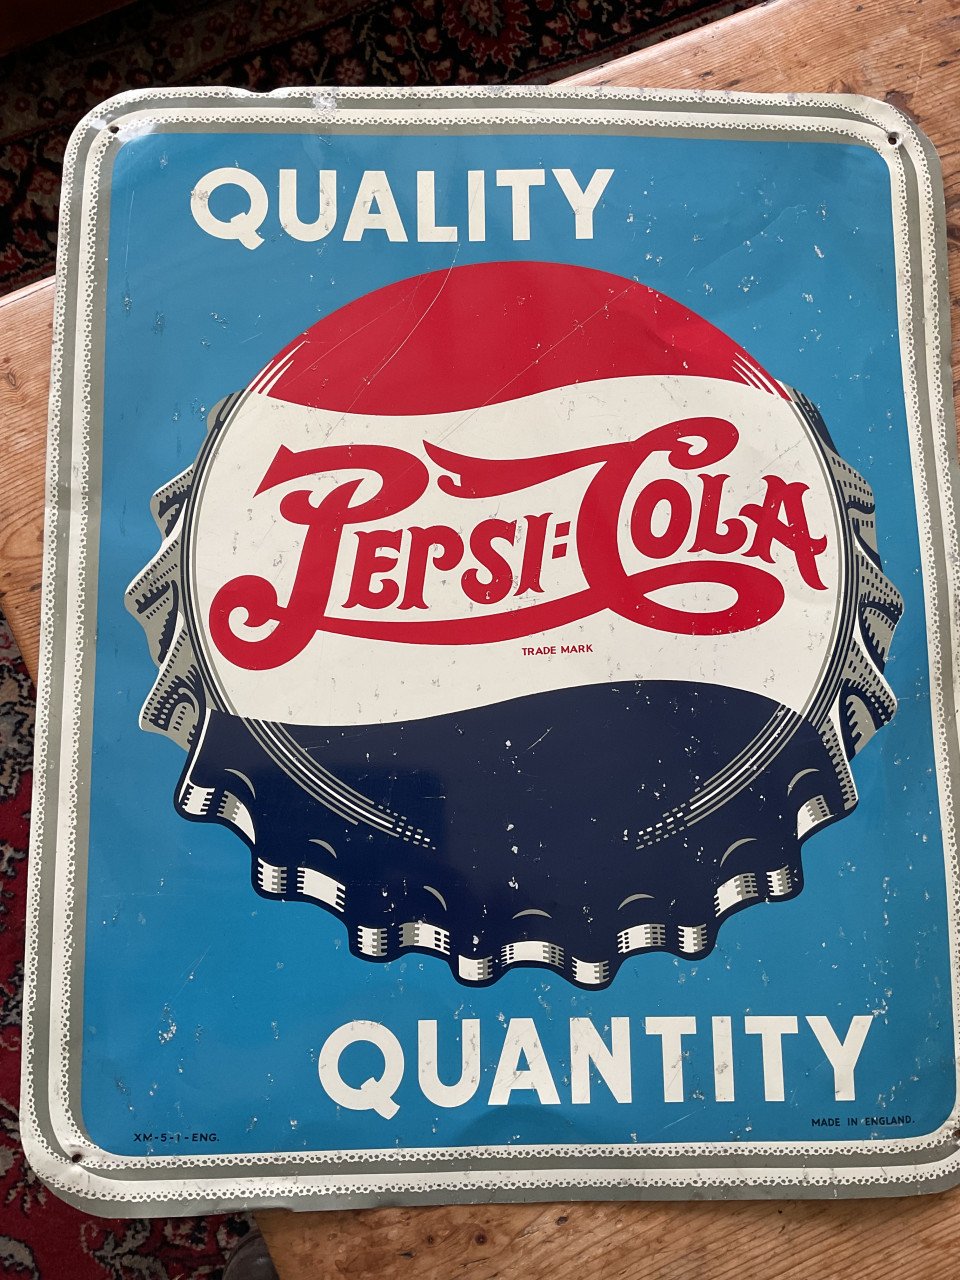 QUALITY
PEPSI-COLA
TRADE MARK
QUANTITY
MADE IN ENGLAND.
XM-5-1-ENG.